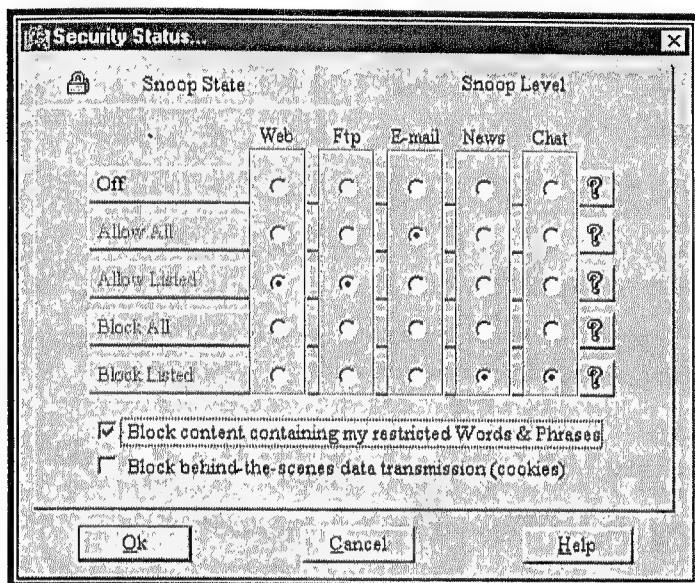 Security Status...
Snoop State Snoop Level
Web Ftp E-mail News Chat
Off ?
Allow All ?
Allow Listed ?
Block All ?
Block Listed ?
Block content containing my restricted Words & Phrases
Block behind-the-scenes data transmission (cookies)
Ok Cancel Help